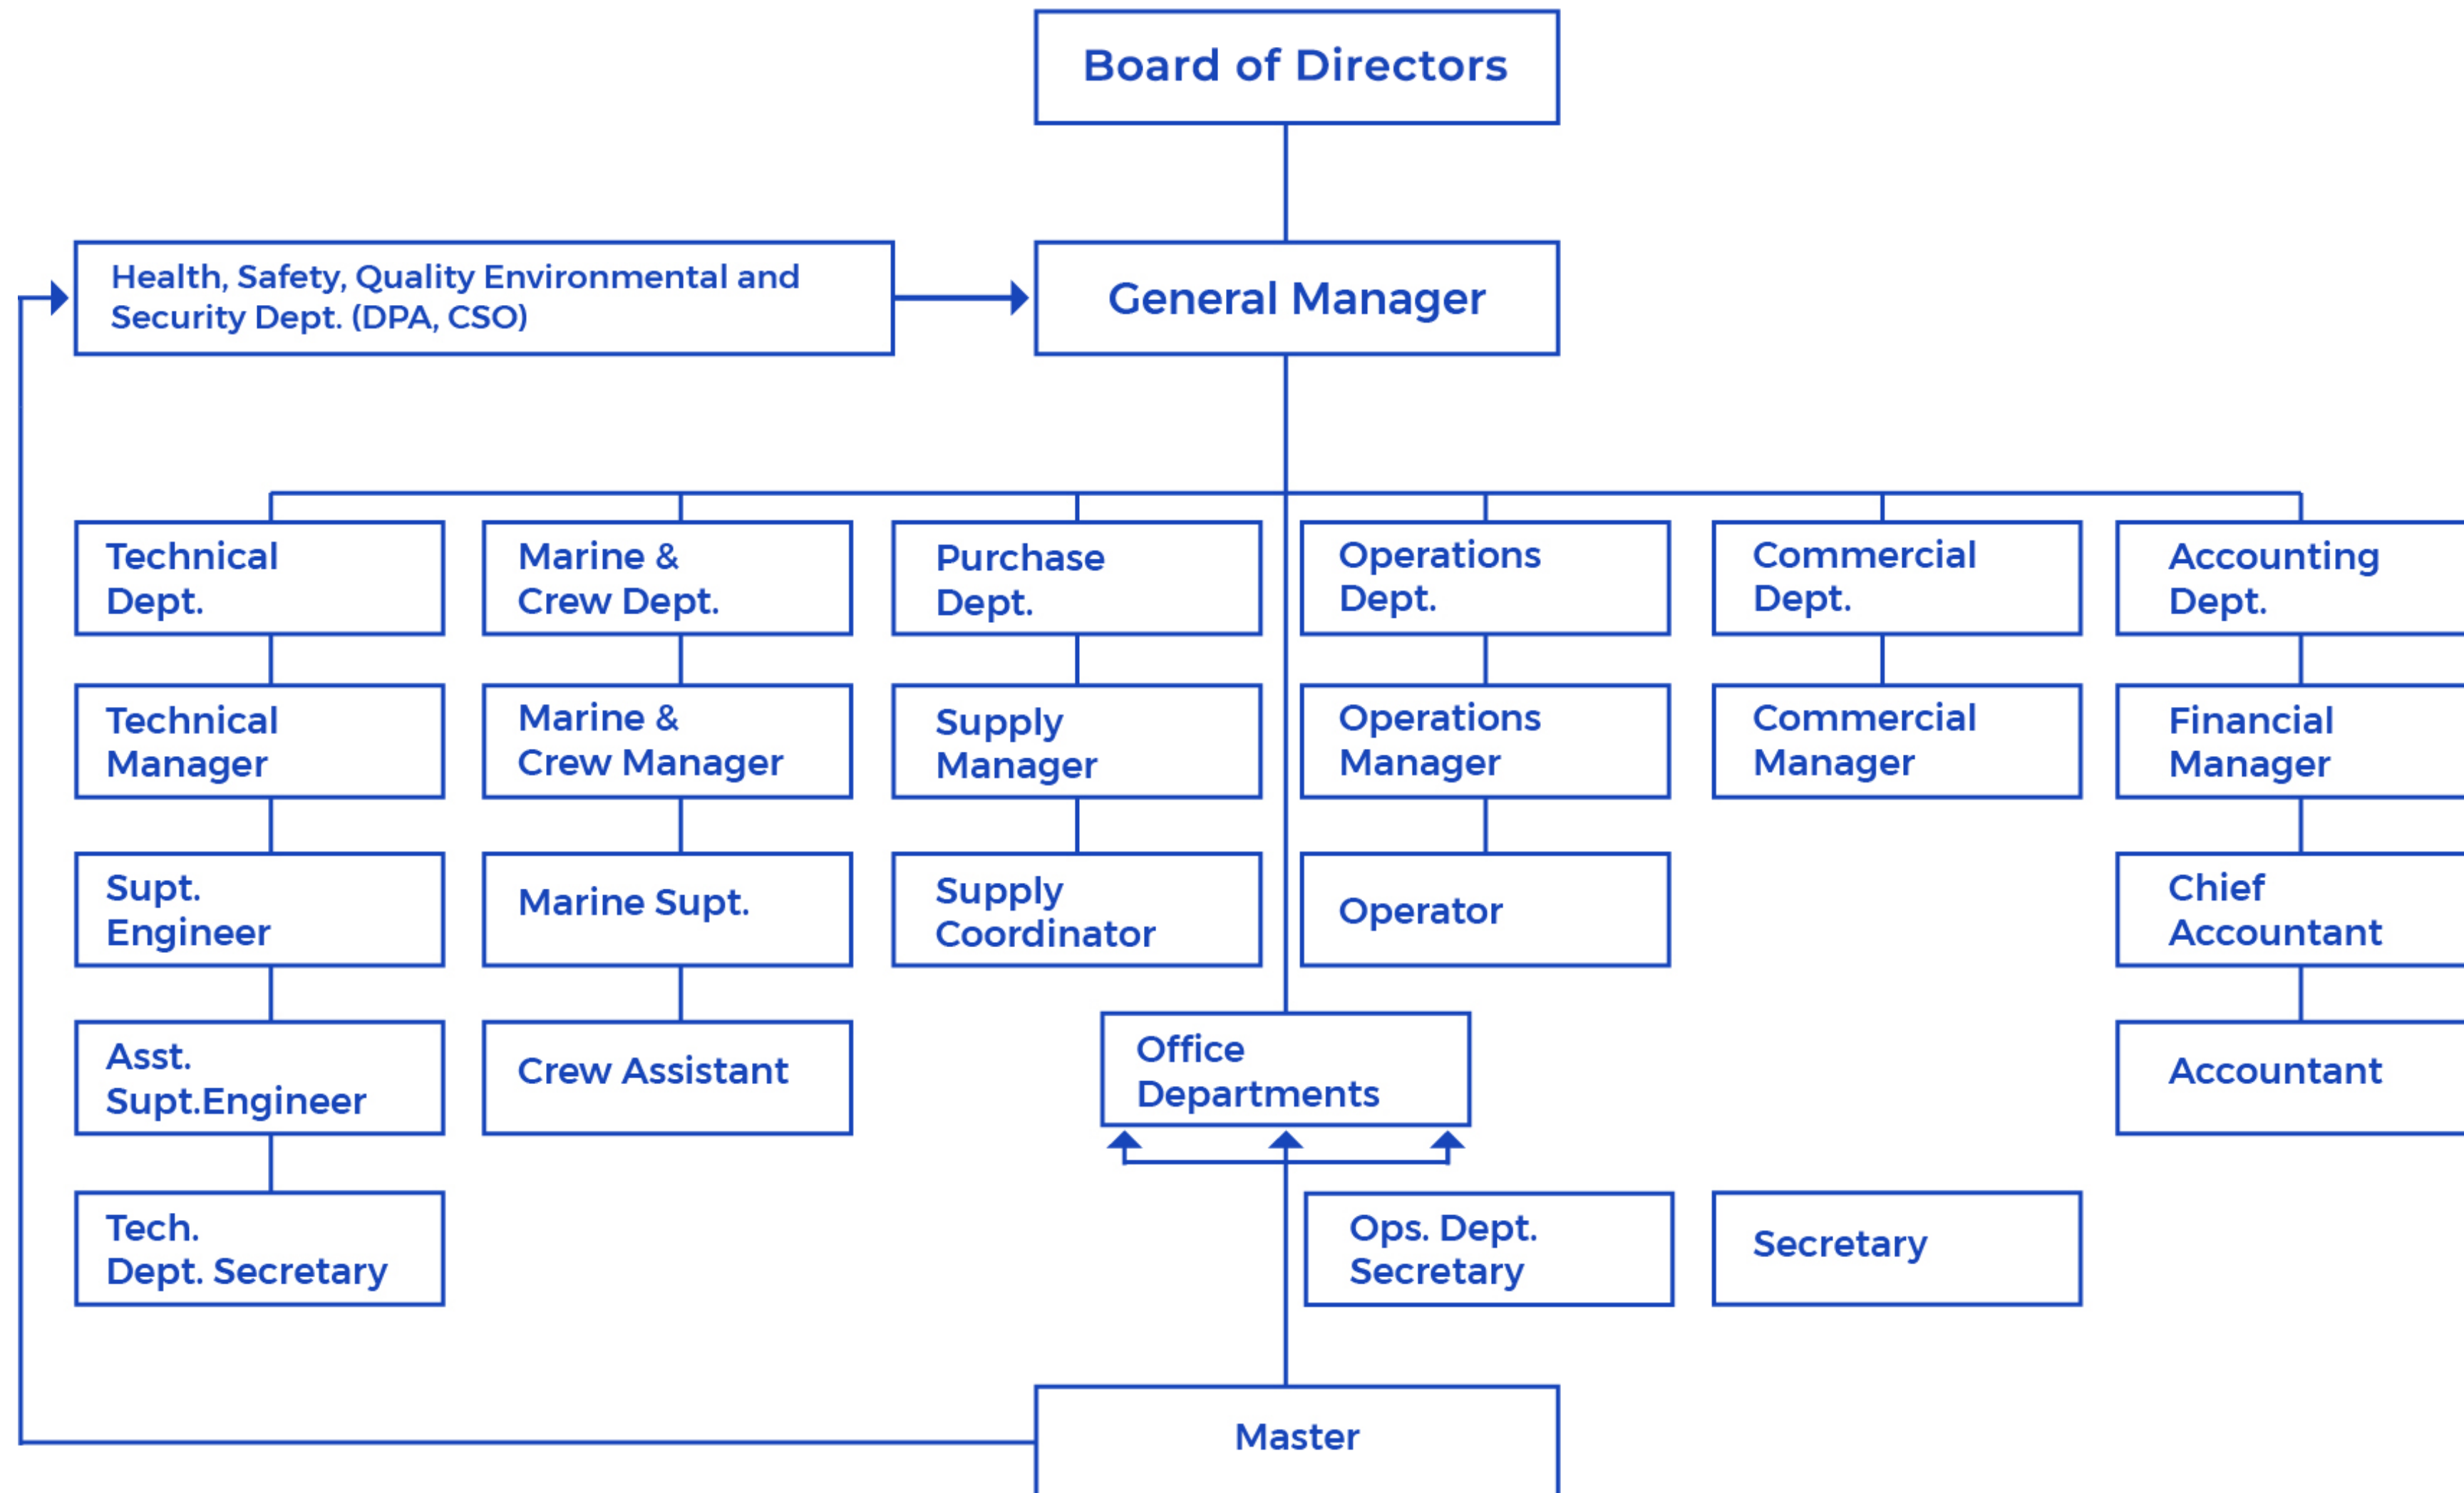 Board of Directors
Health, Safety, Quality Environmental and
Security Dept. (DPA, CSO)
General Manager
Technical
Dept.
Marine &
Crew Dept.
Purchase
Dept.
Operations
Dept.
Commercial
Dept.
Accounting
Dept.
Technical
Manager
Marine &
Crew Manager
Supply
Manager
Operations
Manager
Commercial
Manager
Financial
Manager
Supt.
Engineer
Marine Supt.
Supply
Coordinator
Operator
Chief
Accountant
Asst.
Supt.Engineer
Crew Assistant
Office
Departments
Accountant
Tech.
Dept. Secretary
Ops. Dept.
Secretary
Secretary
Master